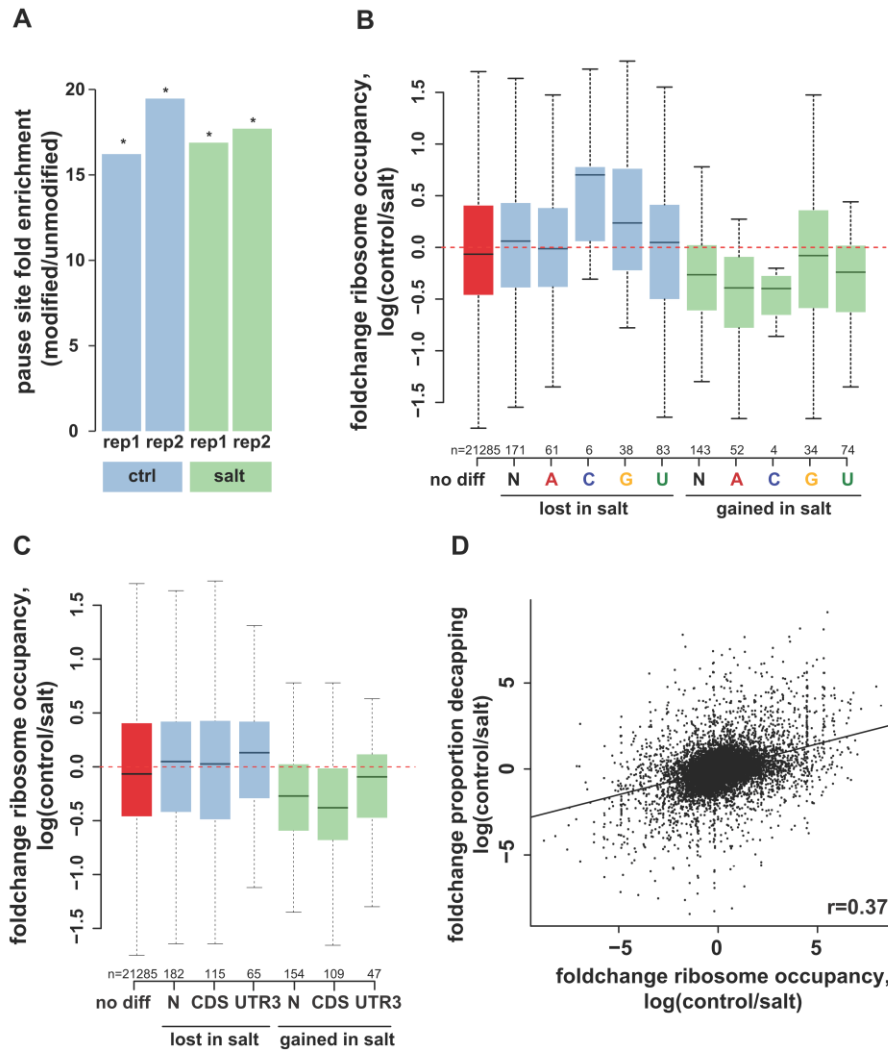 A
pause site fold enrichment
(modified/unmodified)
20
15
10
5
0
*
*
*
*
rep1 rep2 rep1 rep2
ctrl salt
B
foldchange ribosome occupancy,
log(control/salt)
1.5
1.0
0.5
0.0
−0.5
−1.0
−1.5
n=21285 171 61 6 38 83 143 52 4 34 74
no diff N A C G U N A C G U
lost in salt gained in salt
C
foldchange ribosome occupancy,
log(control/salt)
1.5
1.0
0.5
0.0
−0.5
−1.0
−1.5
n=21285 182 115 65 154 109 47
no diff N CDS UTR3 N CDS UTR3
lost in salt gained in salt
D
foldchange proportion decapping
log(control/salt)
5
0
−5
r=0.37
−5 0 5
foldchange ribosome occupancy,
log(control/salt)